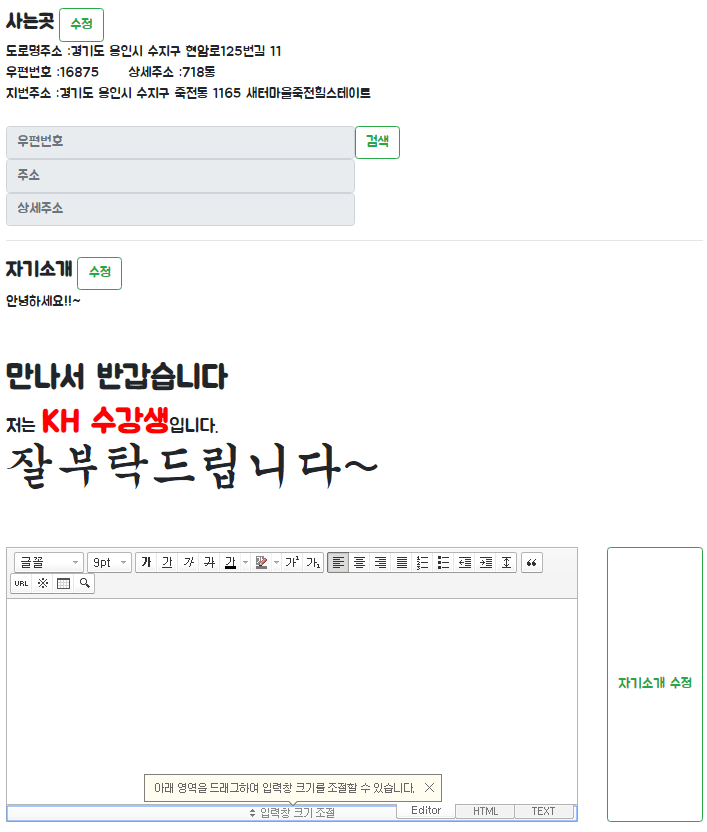 사는곳 수정
도로명주소 :경기도 용인시 수지구 현암로125번길 11
우편번호 :16875 상세주소 :718동
지번주소 :경기도 용인시 수지구 죽전동 1165 새터마을죽전힐스테이트
우편번호 검색
주소
상세주소
자기소개 수정
안녕하세요!!~
만나서 반갑습니다
저는 KH 수강생입니다.
잘부탁드립니다~
글꼴 9pt 가 가 가 가 가 가 가¹ 가₁ “
URL ※
자기소개 수정
아래 영역을 드래그하여 입력창 크기를 조절할 수 있습니다.
입력창 크기 조절 Editor HTML TEXT